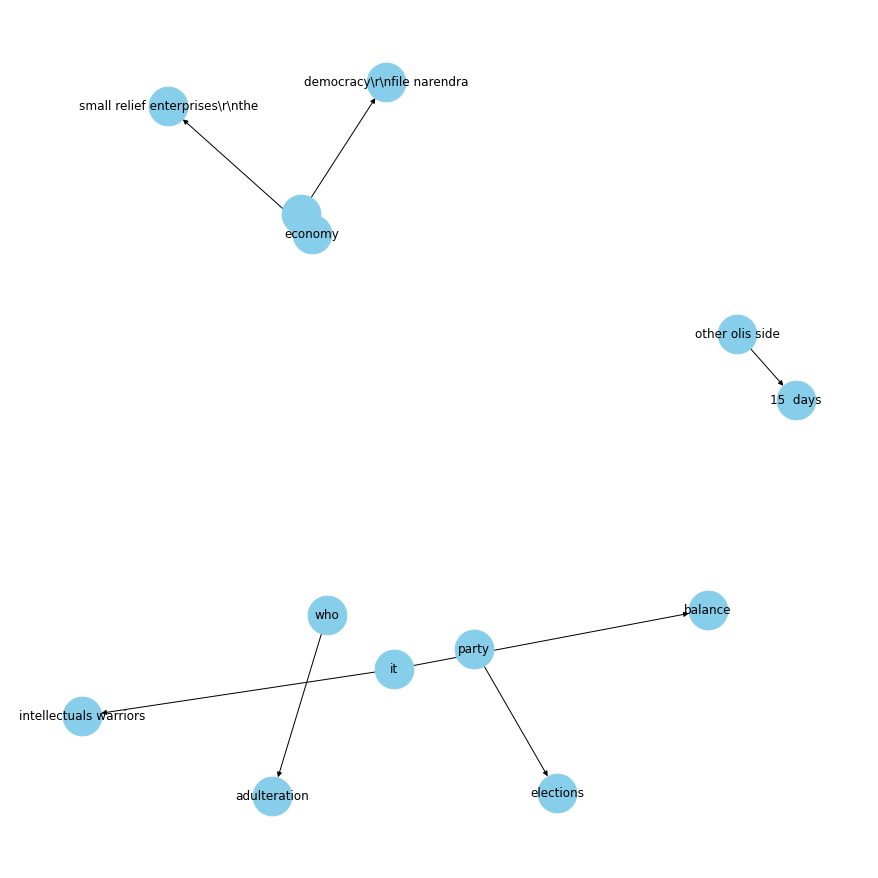 democracy\r\nfile narendra
small relief enterprises\r\nthe
economy
other olis side
15  days
balance
who
party
it
intellectuals warriors
elections
adulteration